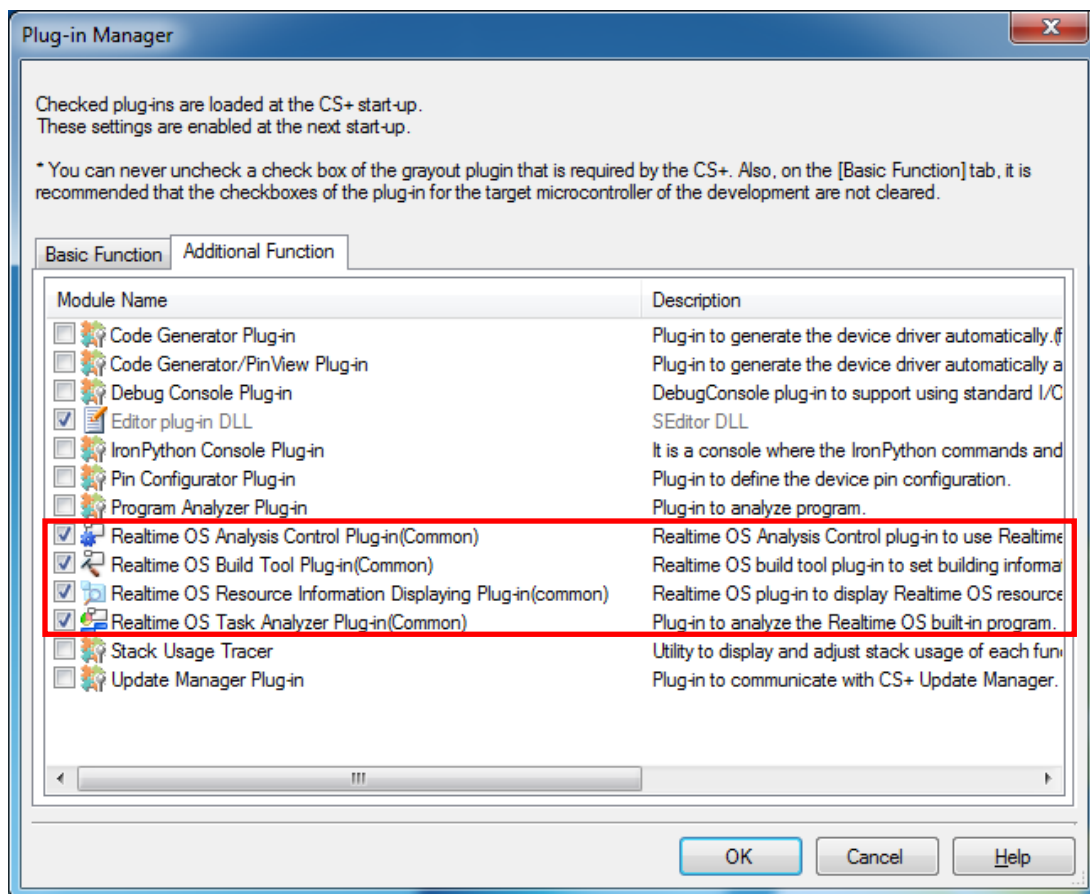 Plug-in Manager
Checked plug-ins are loaded at the CS+ start-up.
These settings are enabled at the next start-up.
* You can never uncheck a check box of the grayout plugin that is required by the CS+. Also, on the [Basic Function] tab, it is
recommended that the checkboxes of the plug-in for the target microcontroller of the development are not cleared.
Basic Function Additional Function
Module Name Description
Code Generator Plug-in Plug-in to generate the device driver automatically.(f
Code Generator/PinView Plug-in Plug-in to generate the device driver automatically a
Debug Console Plug-in DebugConsole plug-in to support using standard I/O
Editor plug-in DLL SEditor DLL
IronPython Console Plug-in It is a console where the IronPython commands and
Pin Configurator Plug-in Plug-in to define the device pin configuration.
Program Analyzer Plug-in Plug-in to analyze program.
Realtime OS Analysis Control Plug-in(Common) Realtime OS Analysis Control plug-in to use Realtime
Realtime OS Build Tool Plug-in(Common) Realtime OS build tool plug-in to set building informa
Realtime OS Resource Information Displaying Plug-in(common) Realtime OS plug-in to display Realtime OS resource
Realtime OS Task Analyzer Plug-in(Common) Plug-in to analyze the Realtime OS built-in program.
Stack Usage Tracer Utility to display and adjust stack usage of each fun
Update Manager Plug-in Plug-in to communicate with CS+ Update Manager.
OK Cancel Help